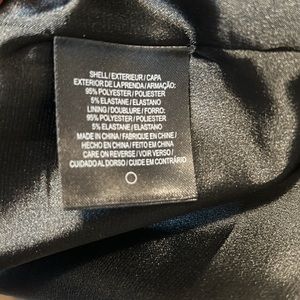 SHELL / EXTERIEUR / CAPA
EXTERIOR DE LA PRENDA / ARMAÇÃO:
95% POLYESTER / POLIESTER
5% ELASTANE / ELASTANO
LINING / DOUBLURE / FORRO:
95% POLYESTER / POLIESTER
5% ELASTANE / ELASTANO
MADE IN CHINA / FABRIQUE EN CHINE /
HECHO EN CHINA / FEITO EM CHINA
CARE ON REVERSE / VOIR VERSO /
CUIDADO AL DORSO / CUIDE EM CONTRÁRIO